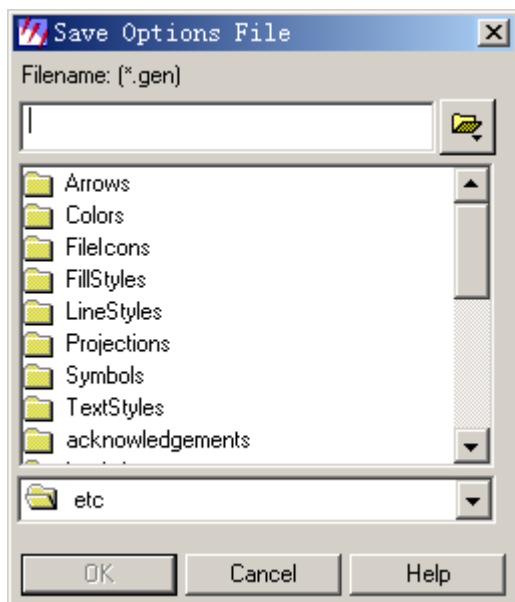 Save Options File
Filename: (*.gen)
Arrows
Colors
FileIcons
FillStyles
LineStyles
Projections
Symbols
TextStyles
acknowledgements
etc
OK Cancel Help